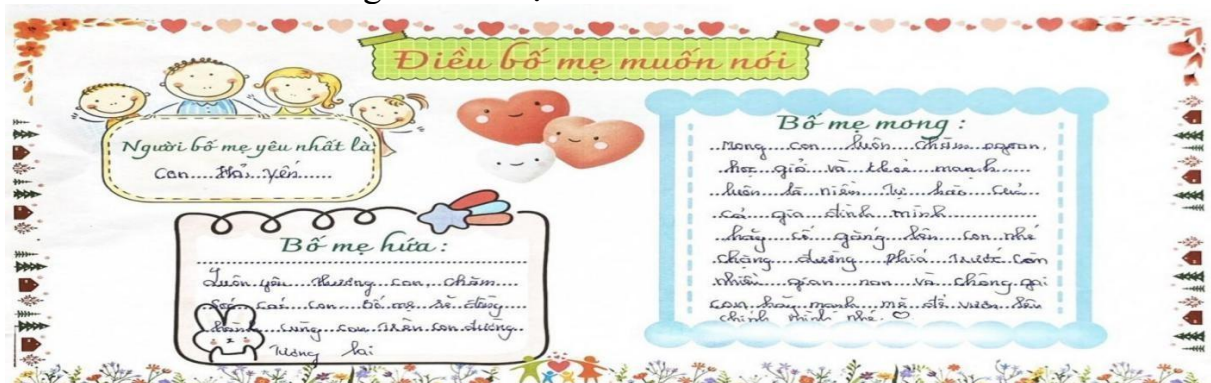 Điều bố mẹ muốn nói
Người bố mẹ yêu nhất là:
Con Hải Yến
Bố mẹ hứa:
Luôn yêu thương con, chăm
Sóc cái con Bố mẹ sẽ đồng
hành cùng con trên con đường
tương lai
Bố mẹ mong :
Mong con luôn chăm ngoan,
học giỏi và khoẻ mạnh
luôn là niềm tự hào của
cả gia đình mình
hãy cố gắng lên con nhé
chặng đường phía trước còn
nhiều gian nan và chông gai
con hãy mạnh mẽ để vươn lên
chính mình nhé.